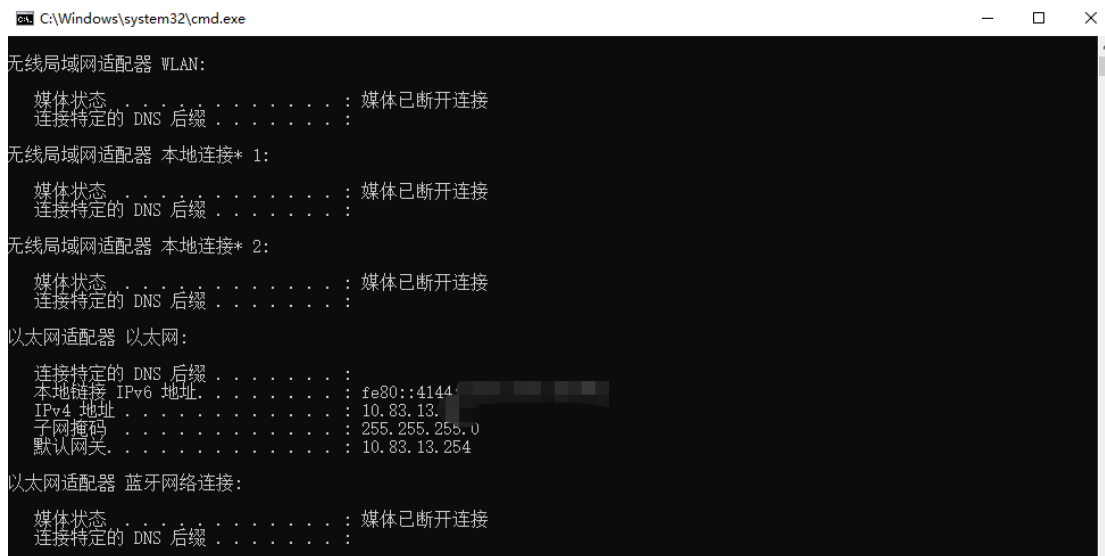 C:\Windows\system32\cmd.exe
无线局域网适配器 WLAN:
媒体状态 . . . . . . . . . . . . : 媒体已断开连接
连接特定的 DNS 后缀 . . . . . . . :
无线局域网适配器 本地连接* 1:
媒体状态 . . . . . . . . . . . . : 媒体已断开连接
连接特定的 DNS 后缀 . . . . . . . :
无线局域网适配器 本地连接* 2:
媒体状态 . . . . . . . . . . . . : 媒体已断开连接
连接特定的 DNS 后缀 . . . . . . . :
以太网适配器 以太网:
连接特定的 DNS 后缀 . . . . . . . :
本地链接 IPv6 地址. . . . . . . . : fe80::4144:
IPv4 地址 . . . . . . . . . . . . : 10.83.13.
子网掩码 . . . . . . . . . . . . : 255.255.255.0
默认网关. . . . . . . . . . . . . : 10.83.13.254
以太网适配器 蓝牙网络连接:
媒体状态 . . . . . . . . . . . . : 媒体已断开连接
连接特定的 DNS 后缀 . . . . . . . :